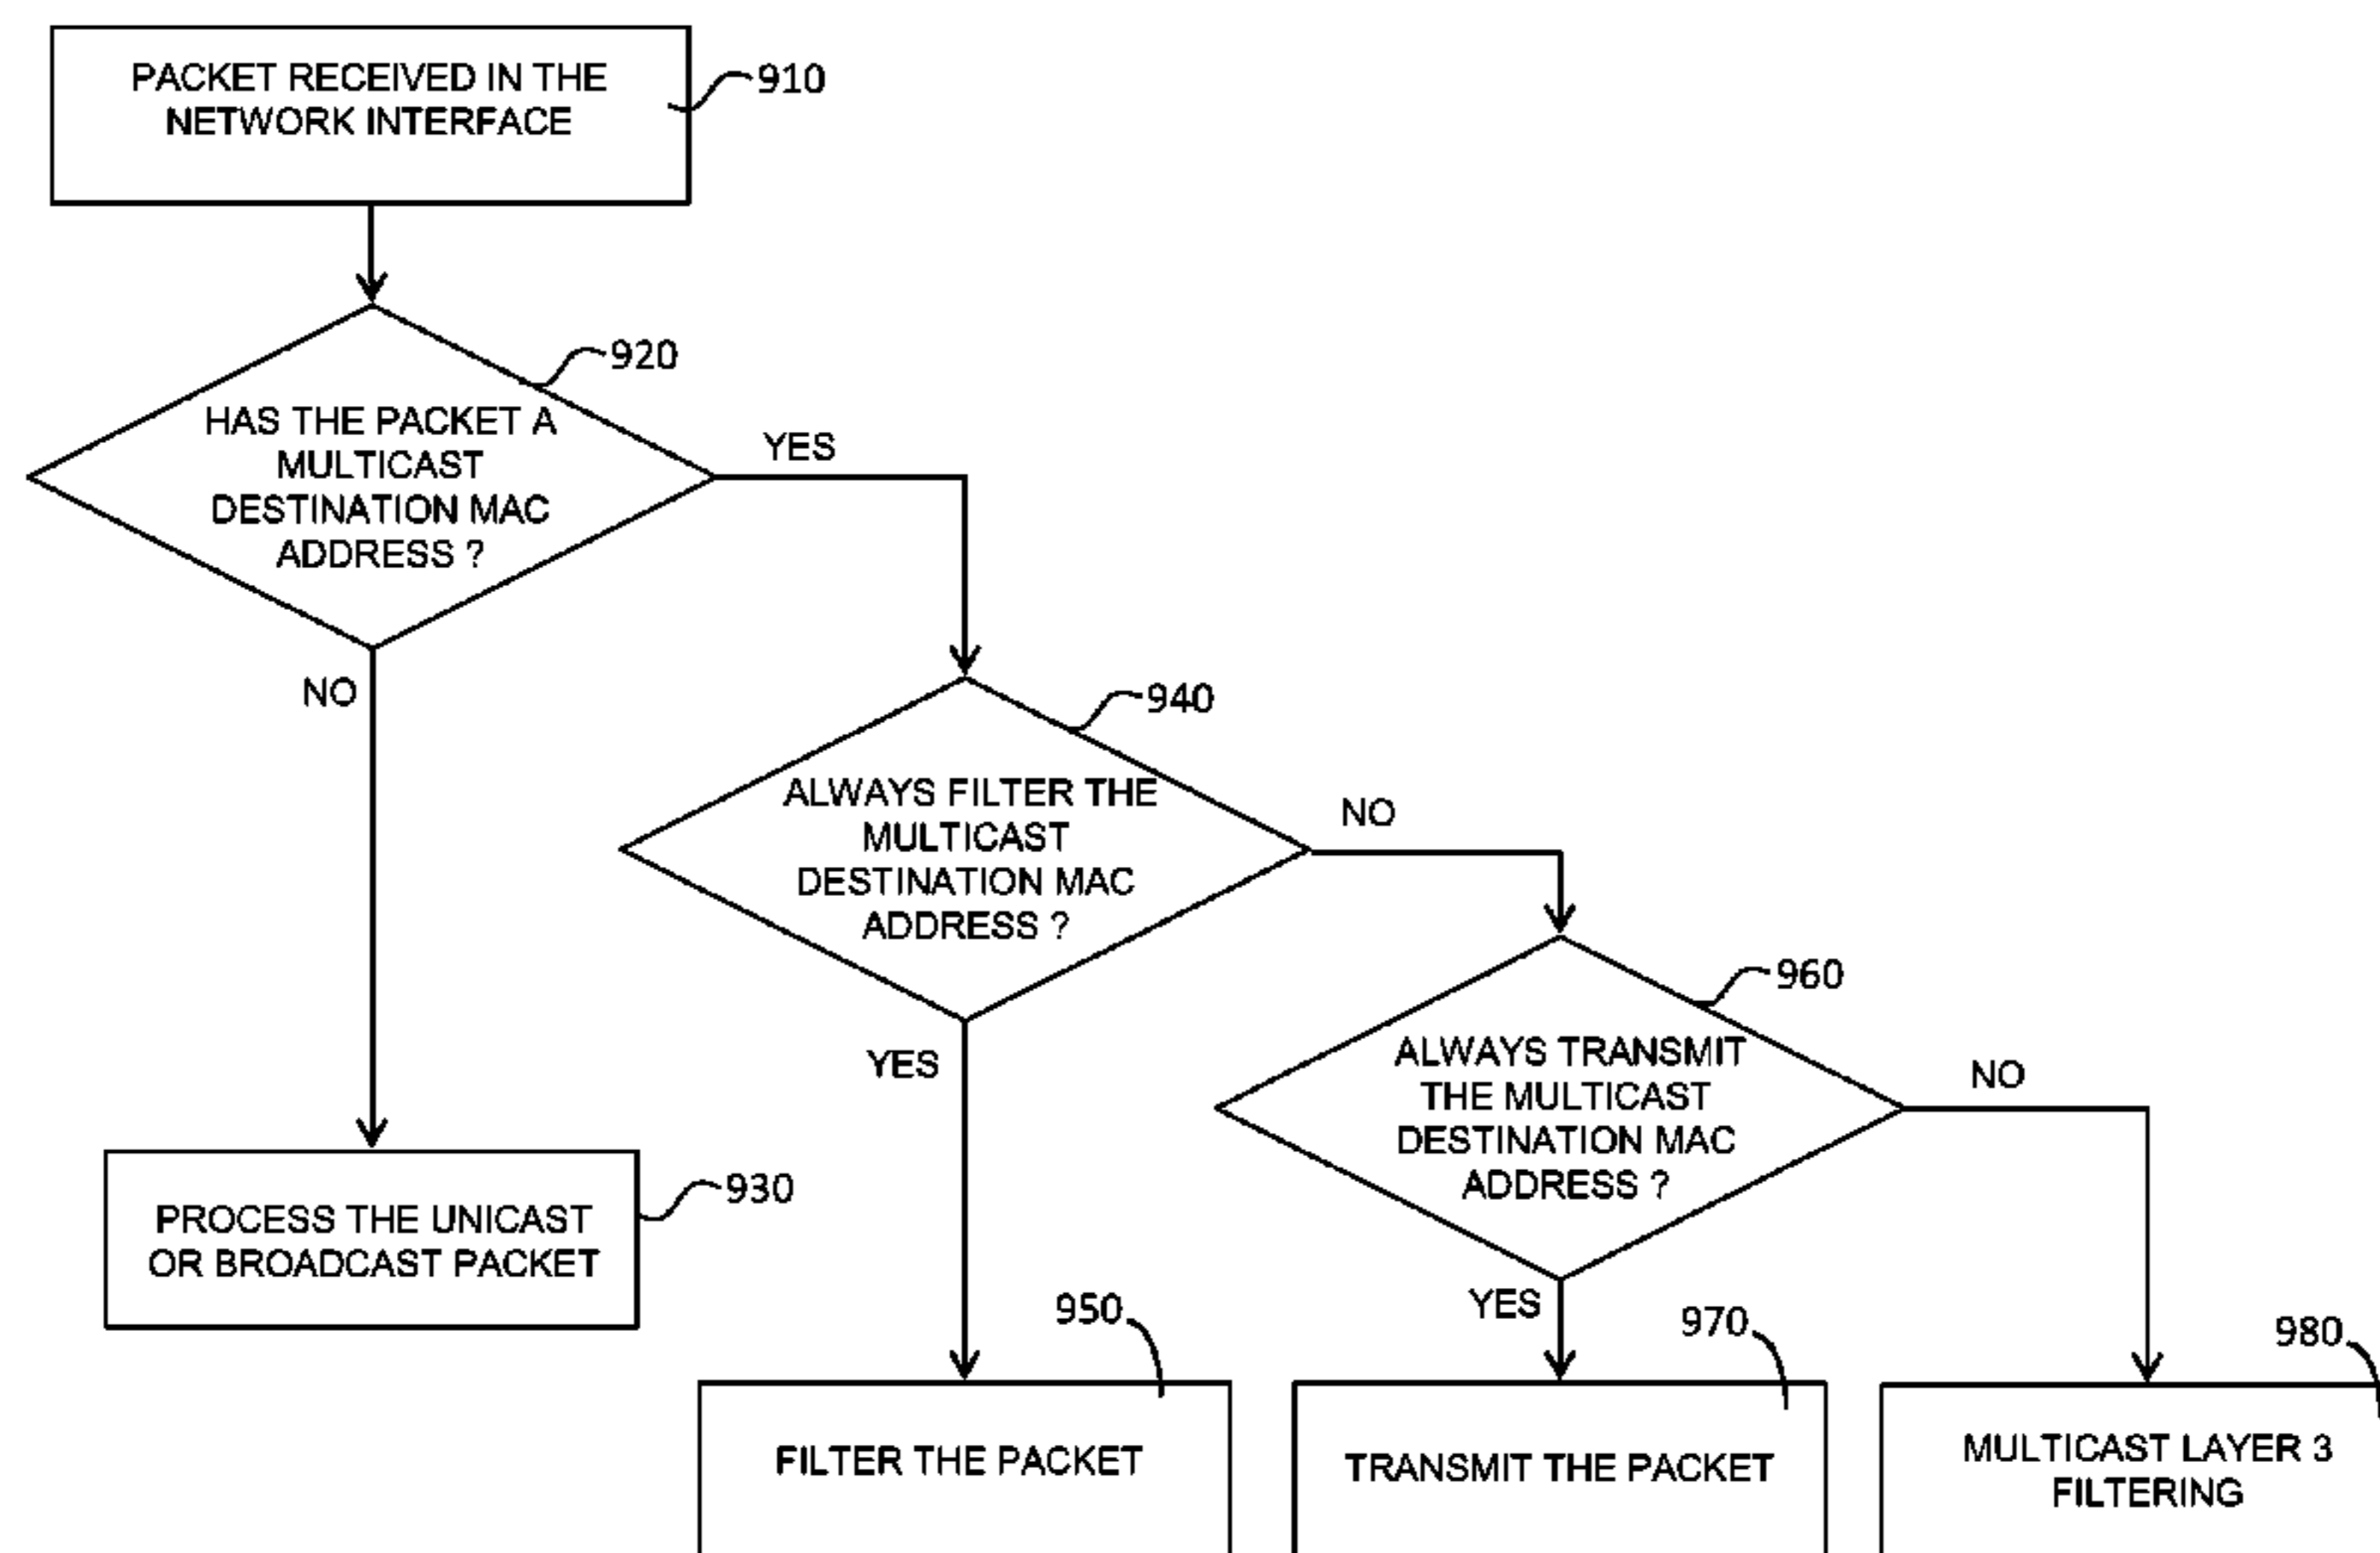 PACKET RECEIVED IN THE
NETWORK INTERFACE
910
920
HAS THE PACKET A
MULTICAST
DESTINATION MAC
ADDRESS ?
YES
NO
940
ALWAYS FILTER THE
MULTICAST
DESTINATION MAC
ADDRESS ?
NO
YES
960
ALWAYS TRANSMIT
THE MULTICAST
DESTINATION MAC
ADDRESS ?
NO
YES
930
PROCESS THE UNICAST
OR BROADCAST PACKET
950
FILTER THE PACKET
970
TRANSMIT THE PACKET
980
MULTICAST LAYER 3
FILTERING